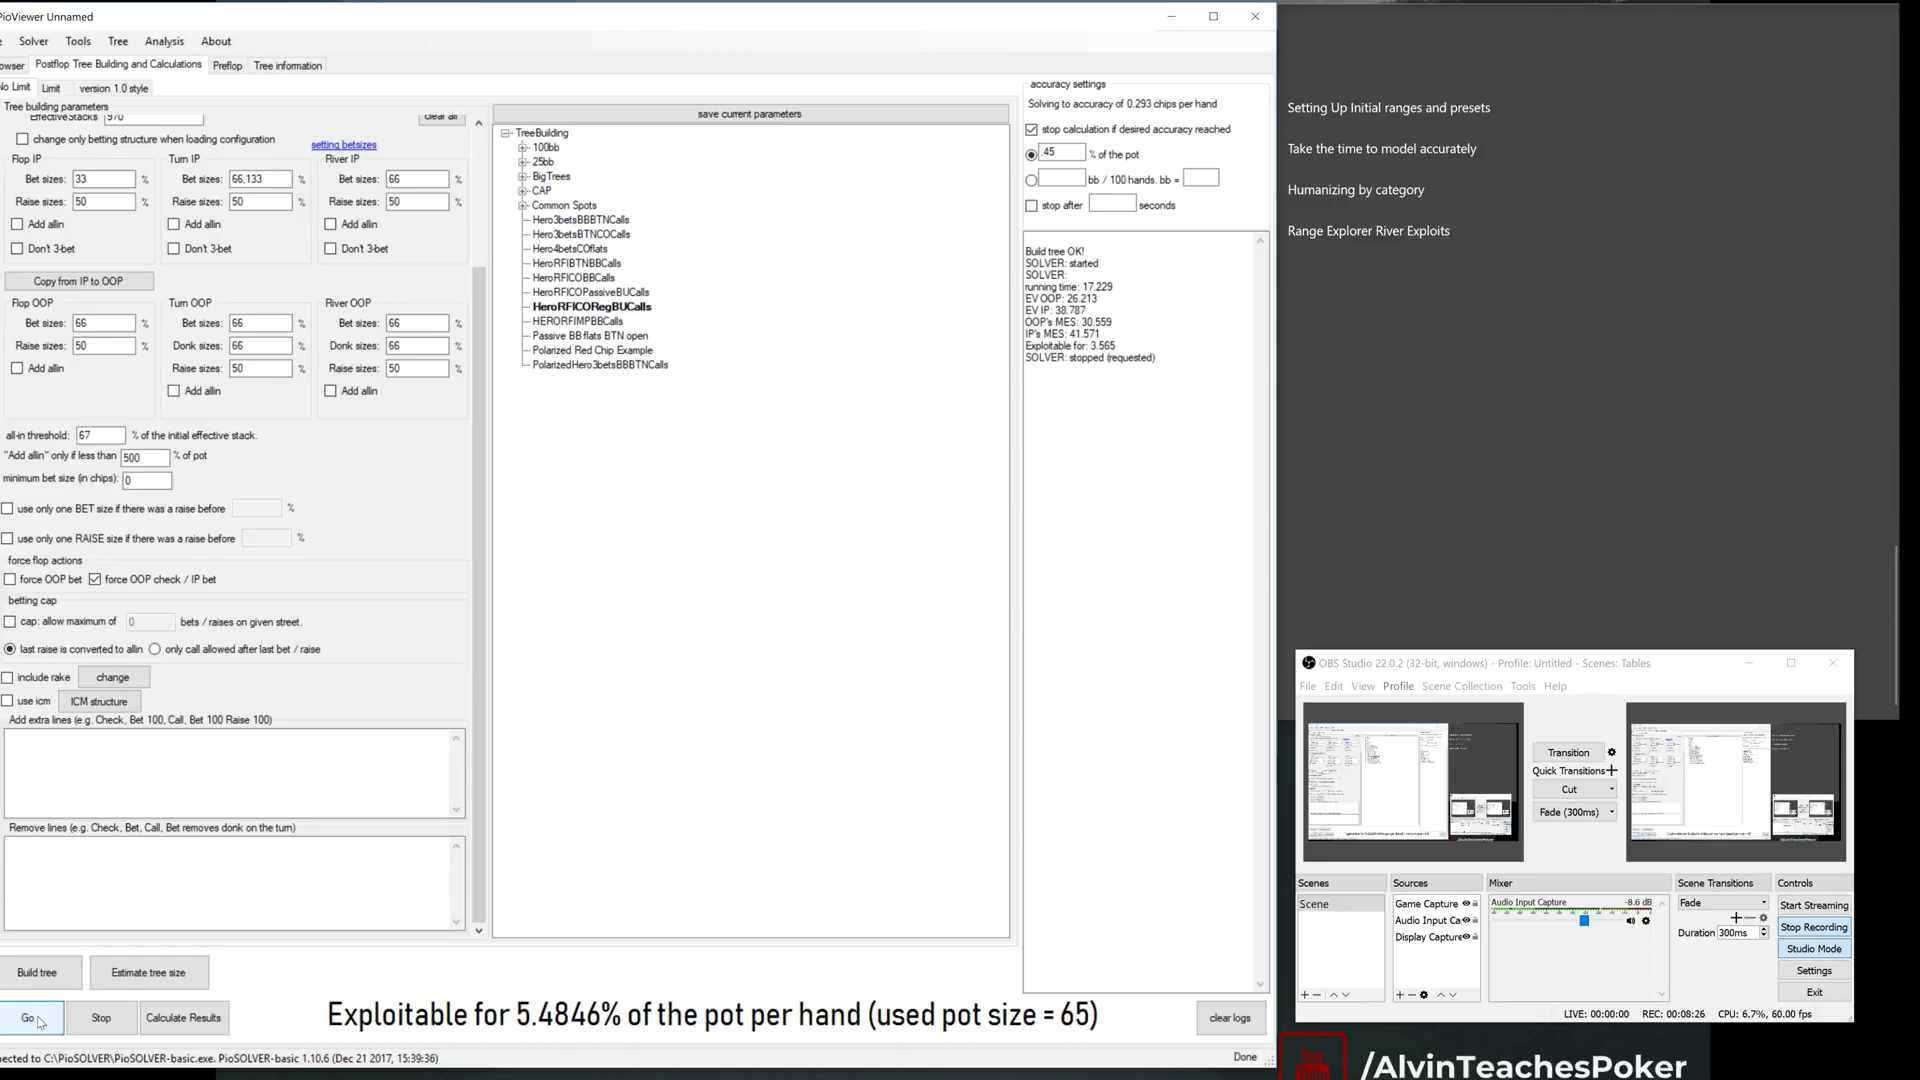 PioViewer Unnamed
Solver Tools Tree Analysis About
owser Postflop Tree Building and Calculations Preflop Tree information
No Limit Limit version 1.0 style
Tree building parameters
EffectiveStacks 970 clear all
change only betting structure when loading configuration
setting betsizes
Flop IP Turn IP River IP
Bet sizes: 33 % Bet sizes: 66,133 % Bet sizes: 66 %
Raise sizes: 50 % Raise sizes: 50 % Raise sizes: 50 %
Add allin Add allin Add allin
Don't 3-bet Don't 3-bet Don't 3-bet
Copy from IP to OOP
Flop OOP Turn OOP River OOP
Bet sizes: 66 % Bet sizes: 66 % Bet sizes: 66 %
Raise sizes: 50 % Donk sizes: 66 % Donk sizes: 66 %
Add allin Raise sizes: 50 % Raise sizes: 50 %
Add allin Add allin
all-in threshold: 67 % of the initial effective stack.
"Add allin" only if less than 500 % of pot
minimum bet size (in chips): 0
use only one BET size if there was a raise before %
use only one RAISE size if there was a raise before %
force flop actions
force OOP bet force OOP check / IP bet
betting cap
cap: allow maximum of 0 bets / raises on given street.
last raise is converted to allin only call allowed after last bet / raise
include rake change
use icm ICM structure
Add extra lines (e.g. Check, Bet 100, Call, Bet 100 Raise 100)
Remove lines (e.g. Check, Bet, Call, Bet removes donk on the turn)
Build tree Estimate tree size
Go Stop Calculate Results
save current parameters
TreeBuilding
100bb
25bb
BigTrees
CAP
Common Spots
Hero3betsBBBTNCalls
Hero3betsBTNCOCalls
Hero4betsCOflats
HeroRFIBTNBBCalls
HeroRFICOBBCalls
HeroRFICOPassiveBUCalls
HeroRFICORegBUCalls
HERORFIMPBBCalls
Passive BB flats BTN open
Polarized Red Chip Example
PolarizedHero3betsBBBTNCalls
accuracy settings
Solving to accuracy of 0.293 chips per hand
stop calculation if desired accuracy reached
.45 % of the pot
bb / 100 hands. bb =
stop after seconds
Build tree OK!
SOLVER: started
SOLVER:
running time: 17.229
EV OOP: 26.213
EV IP: 38.787
OOP's MES: 30.559
IP's MES: 41.571
Exploitable for: 3.565
SOLVER: stopped (requested)
Exploitable for 5.4846% of the pot per hand (used pot size = 65)
clear logs
nected to C:\PioSOLVER\PioSOLVER-basic.exe. PioSOLVER-basic 1.10.6 (Dec 21 2017, 15:39:36) Done
Setting Up Initial ranges and presets
Take the time to model accurately
Humanizing by category
Range Explorer River Exploits
OBS Studio 22.0.2 (32-bit, windows) - Profile: Untitled - Scenes: Tables
File Edit View Profile Scene Collection Tools Help
Transition
Quick Transitions
Cut
Fade (300ms)
Scenes Sources Mixer Scene Transitions Controls
Scene
Game Capture
Audio Input Ca
Display Capture
Audio Input Capture -8.6 dB
Fade
Duration 300ms
Start Streaming
Stop Recording
Studio Mode
Settings
Exit
LIVE: 00:00:00 REC: 00:08:26 CPU: 6.7%, 60.00 fps
/AlvinTeachesPoker